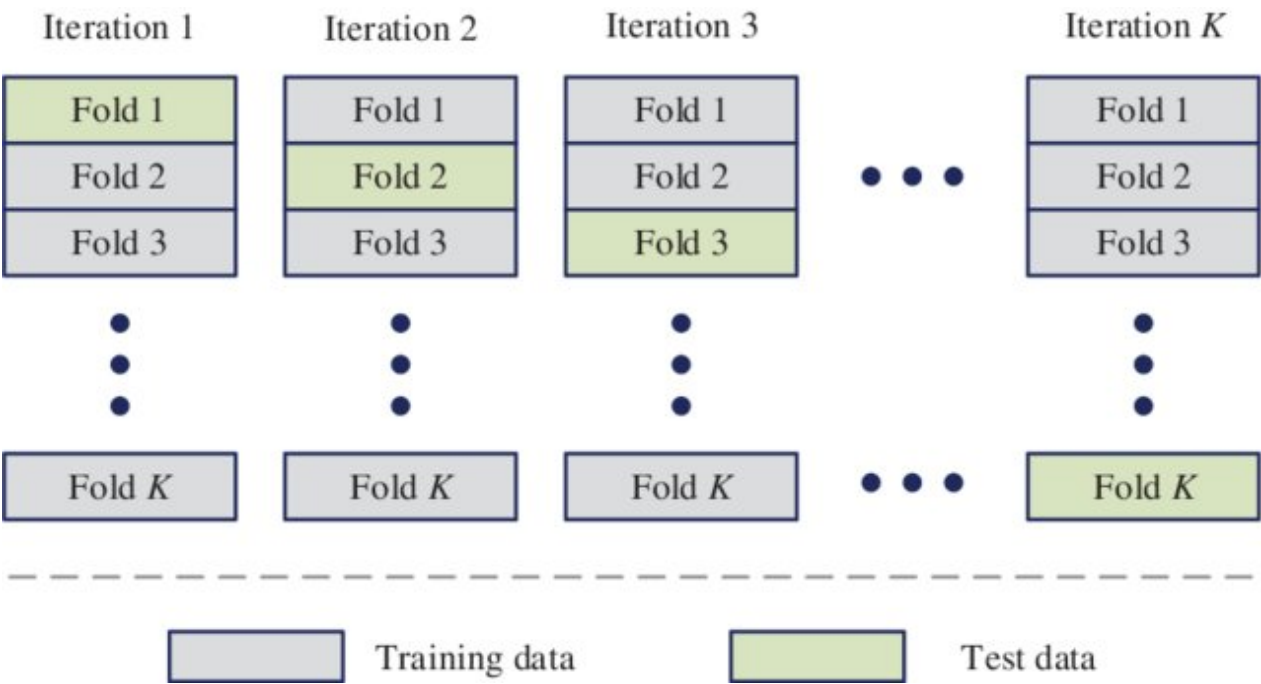 Iteration 1 Iteration 2 Iteration 3 Iteration K
Fold 1 Fold 1 Fold 1 Fold 1
Fold 2 Fold 2 Fold 2 Fold 2
Fold 3 Fold 3 Fold 3 Fold 3
Fold K Fold K Fold K Fold K
Training data Test data